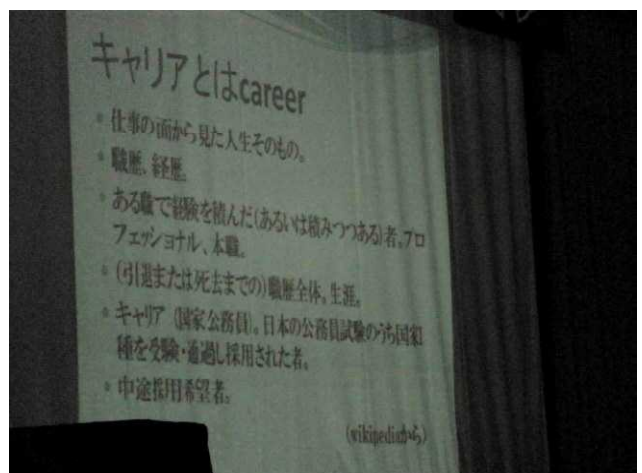 キャリアとはcareer
仕事の面から見た人生そのもの。
職歴、経歴。
ある職で経験を積んだ(あるいは積みつつある)者。プロ
フェッショナル、本職。
(引退または死去までの)職歴全体。生涯。
キャリア (国家公務員)。日本の公務員試験のうち国家I
種を受験・通過し採用された者。
中途採用希望者。
(wikipediaから)